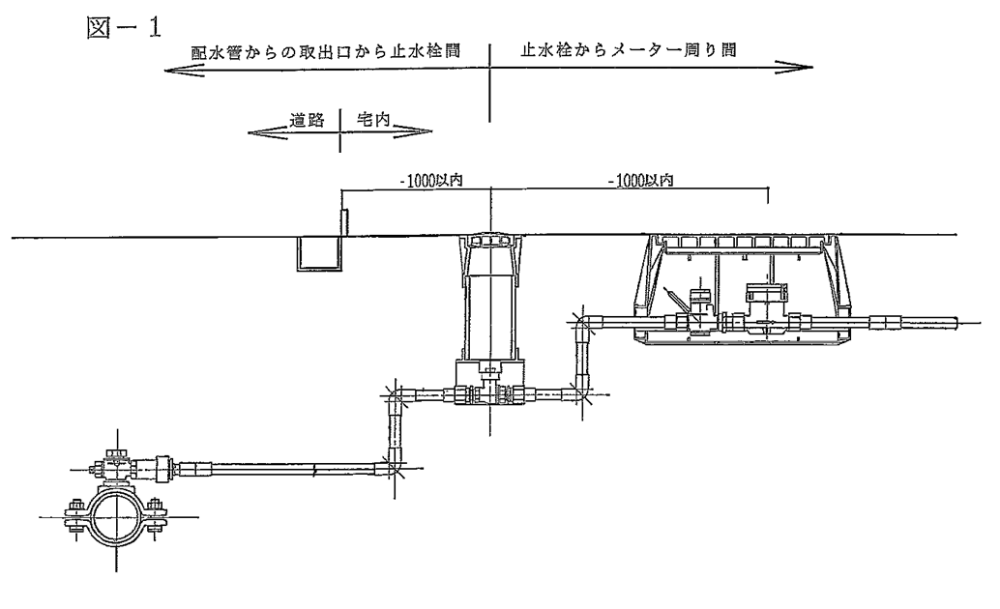 図－1
配水管からの取出口から止水栓間
止水栓からメーター周り間
道路
宅内
-1000以内
-1000以内